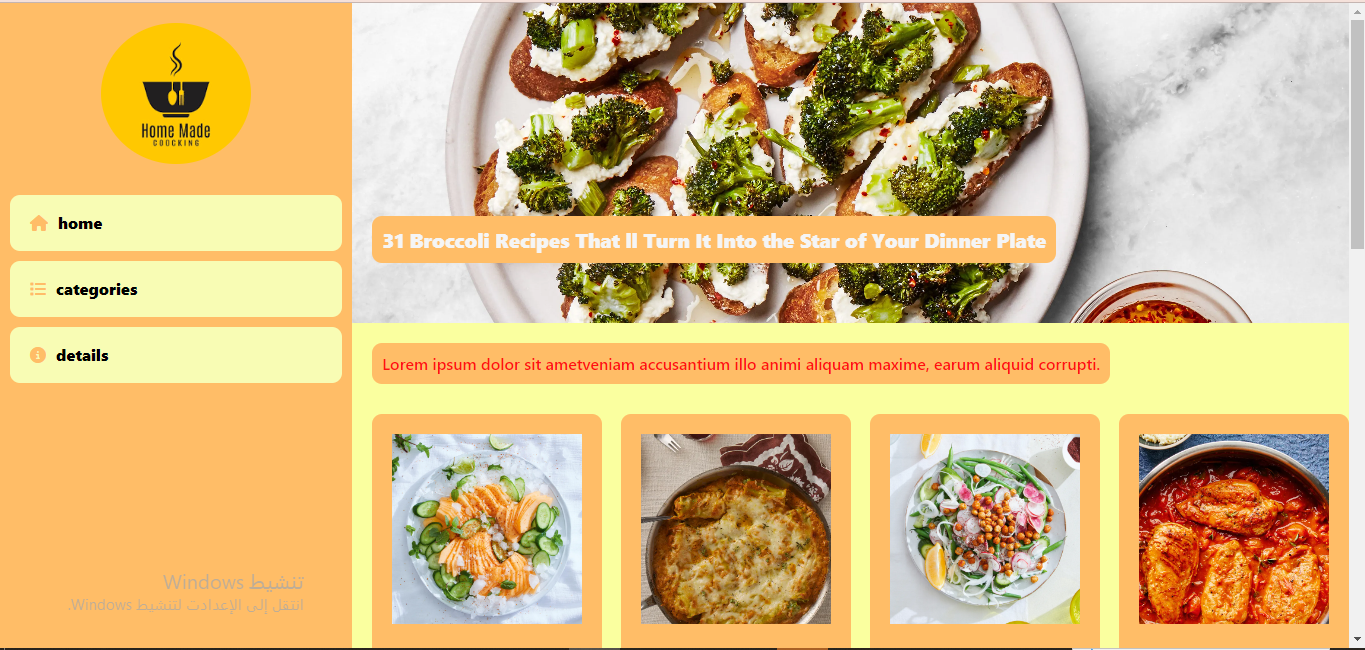 Home Made
COOCKING
home
categories
details
31 Broccoli Recipes That ll Turn It Into the Star of Your Dinner Plate
Lorem ipsum dolor sit ametveniam accusantium illo animi aliquam maxime, earum aliquid corrupti.
تنشيط Windows
انتقل إلى الإعدادت لتنشيط Windows.